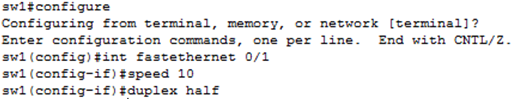 sw1#configure
Configuring from terminal, memory, or network [terminal]?
Enter configuration commands, one per line.  End with CNTL/Z.
sw1(config)#int fastethernet 0/1
sw1(config-if)#speed 10
sw1(config-if)#duplex half